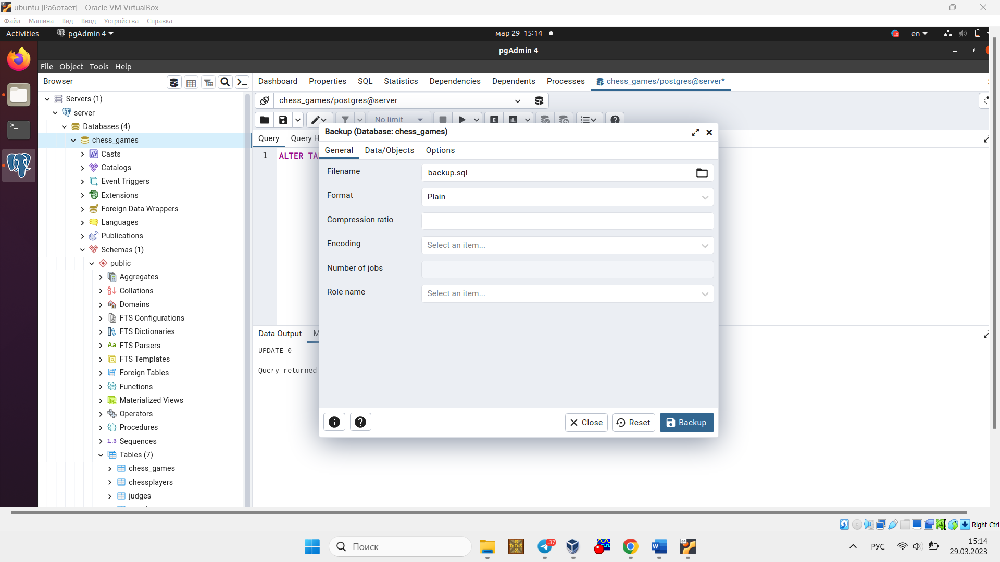 ubuntu [Работает] - Oracle VM VirtualBox
Файл Машина Вид Ввод Устройства Справка
Activities pgAdmin 4 мар 29 15:14 en
pgAdmin 4
File Object Tools Help
Browser
Dashboard Properties SQL Statistics Dependencies Dependents Processes chess_games/postgres@server*
Servers (1)
chess_games/postgres@server
server
No limit
Databases (4)
Backup (Database: chess_games)
Query Query H
chess_games
General Data/Objects Options
1 ALTER TA
Casts
Catalogs
Event Triggers
Extensions
Foreign Data Wrappers
Languages
Publications
Schemas (1)
public
Aggregates
Collations
Domains
FTS Configurations
FTS Dictionaries
FTS Parsers
FTS Templates
Foreign Tables
Functions
Materialized Views
Operators
Procedures
1..3 Sequences
Tables (7)
chess_games
chessplayers
judges
Filename backup.sql
Format Plain
Compression ratio
Encoding Select an item...
Number of jobs
Role name Select an item...
Data Output M
UPDATE 0
Query returned
Close Reset Backup
Right Ctrl
Поиск
РУС
15:14
29.03.2023